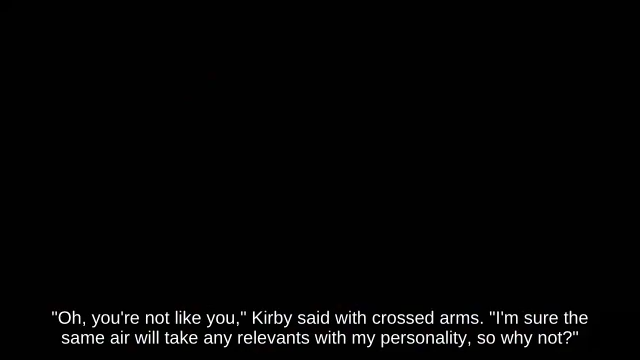 "Oh, you're not like you," Kirby said with crossed arms. "I'm sure the
same air will take any relevants with my personality, so why not?"